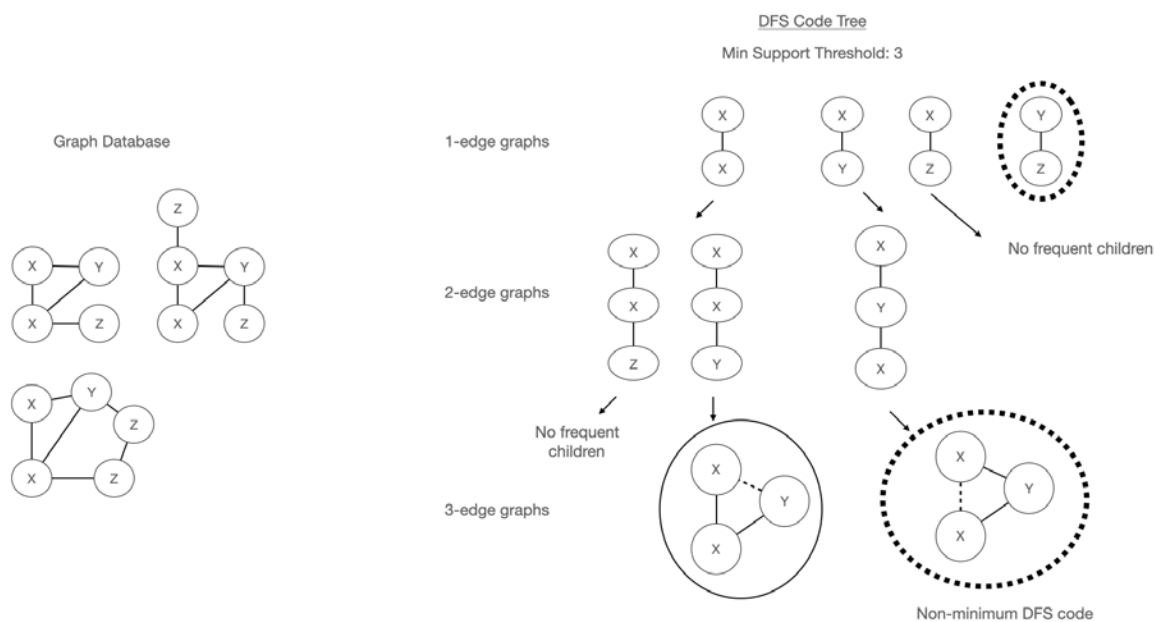 DFS Code Tree
Min Support Threshold: 3
Graph Database
1-edge graphs
X
X
X
Y
X
Z
Y
Z
Z
X
Y
X
Y
X
Z
X
Z
No frequent children
2-edge graphs
X
X
Z
X
X
Y
X
Y
X
X
Y
Z
X
Z
No frequent
children
3-edge graphs
X
Y
X
X
Y
X
Non-minimum DFS code